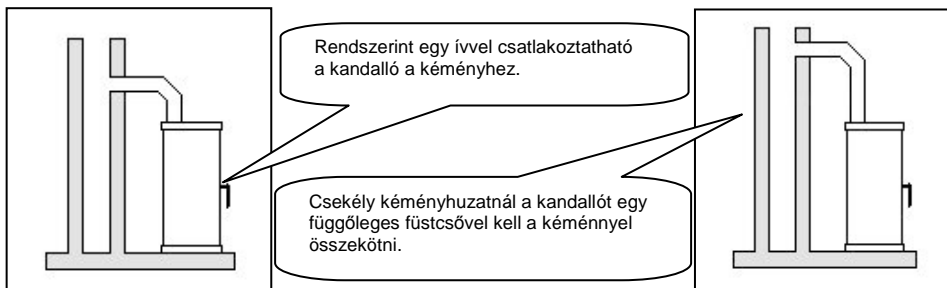 Rendszerint egy ívvel csatlakoztatható
a kandalló a kéményhez.
Csekély kéményhuzatnál a kandallót egy
függőleges füstcsővel kell a kéménnyel
összekötni.